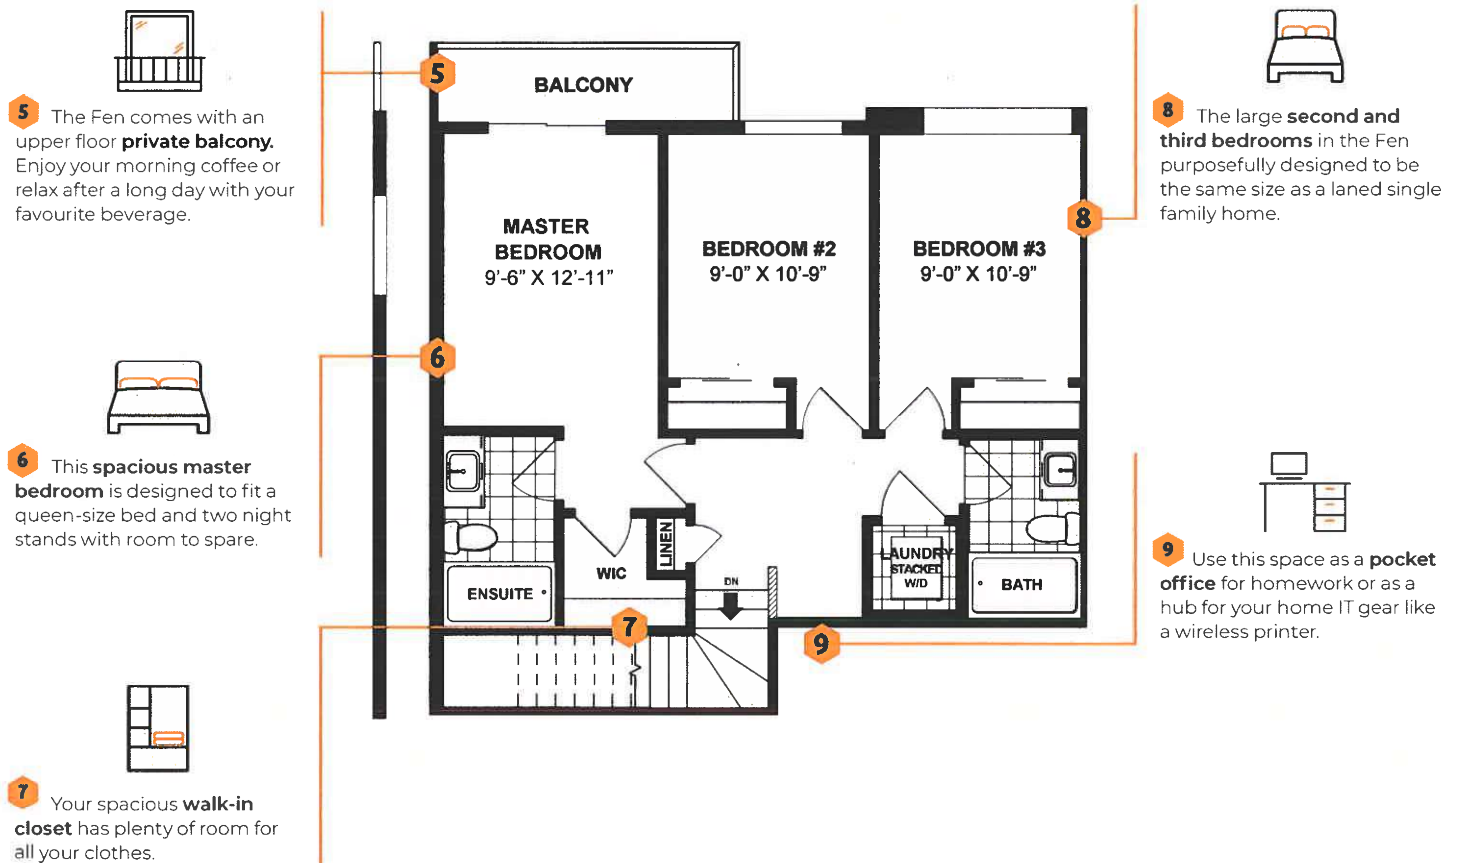 5 The Fen comes with an
upper floor private balcony.
Enjoy your morning coffee or
relax after a long day with your
favourite beverage.
6 This spacious master
bedroom is designed to fit a
queen-size bed and two night
stands with room to spare.
7 Your spacious walk-in
closet has plenty of room for
all your clothes.
5
BALCONY
MASTER
BEDROOM
9'-6" X 12'-11"
BEDROOM #2
9'-0" X 10'-9"
BEDROOM #3
9'-0" X 10'-9"
8
6
LINEN
WIC
ENSUITE
DN
LAUNDRY
STACKED
W/D
BATH
7
9
8 The large second and
third bedrooms in the Fen
purposefully designed to be
the same size as a laned single
family home.
9 Use this space as a pocket
office for homework or as a
hub for your home IT gear like
a wireless printer.